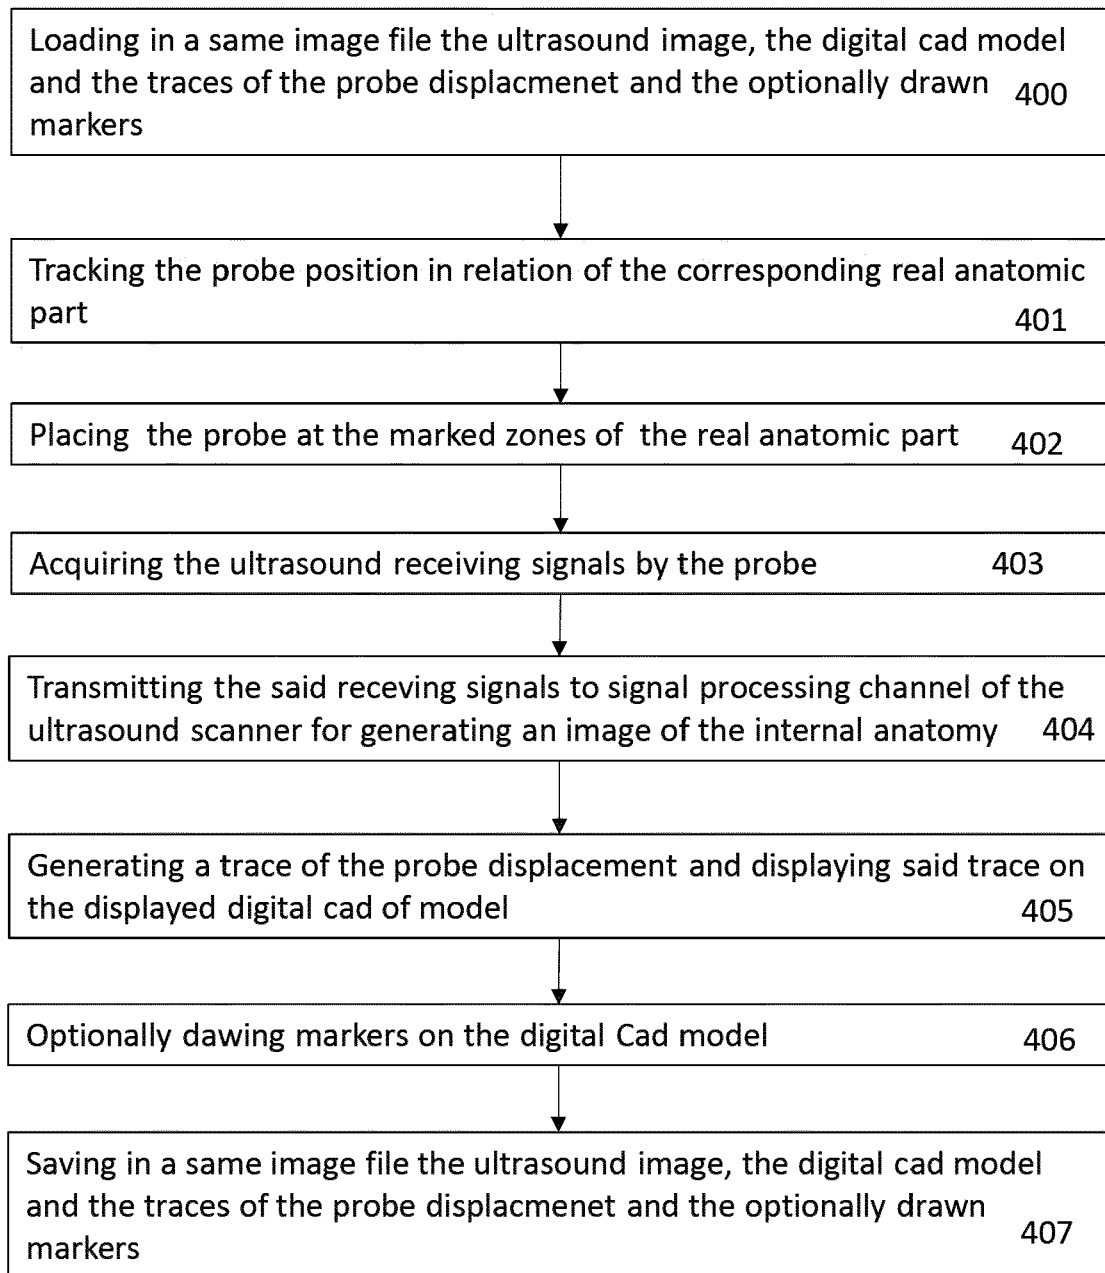 Loading in a same image file the ultrasound image, the digital cad model
and the traces of the probe displacmenet and the optionally drawn 400
markers
Tracking the probe position in relation of the corresponding real anatomic
part 401
Placing the probe at the marked zones of the real anatomic part 402
Acquiring the ultrasound receiving signals by the probe 403
Transmitting the said receving signals to signal processing channel of the
ultrasound scanner for generating an image of the internal anatomy 404
Generating a trace of the probe displacement and displaying said trace on
the displayed digital cad of model 405
Optionally dawing markers on the digital Cad model 406
Saving in a same image file the ultrasound image, the digital cad model
and the traces of the probe displacmenet and the optionally drawn
markers 407